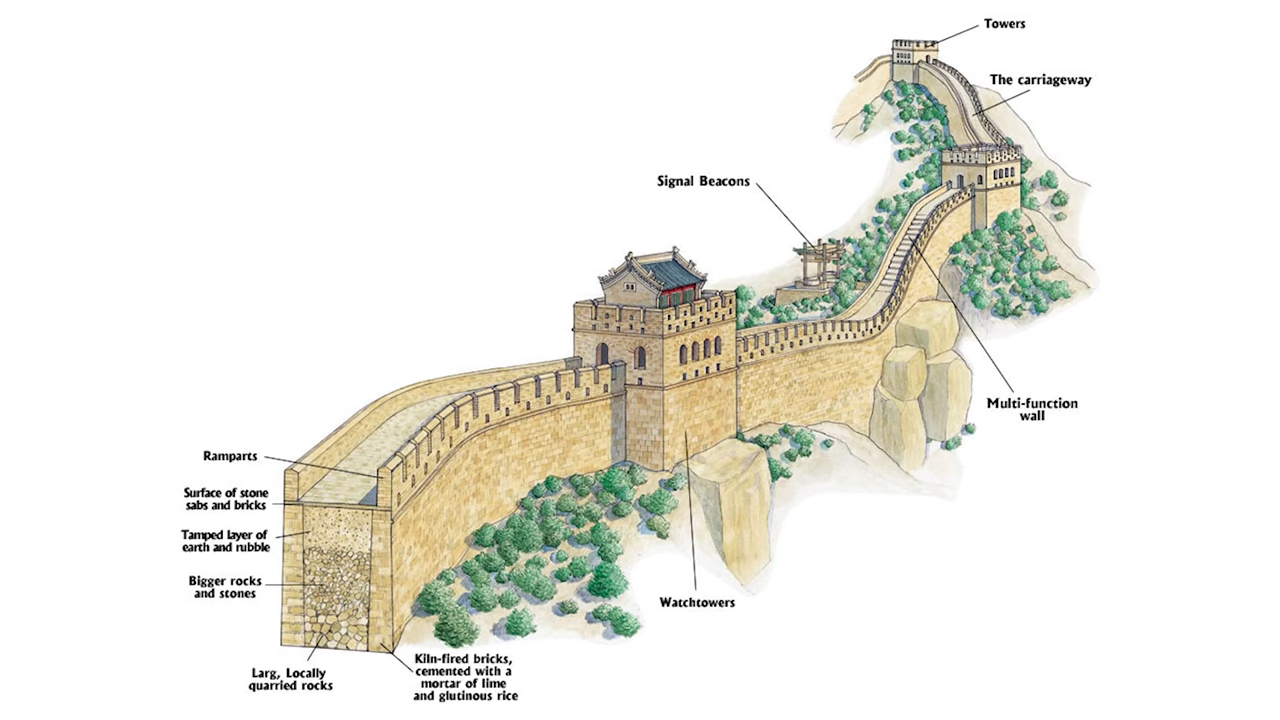 Towers
The carriageway
Signal Beacons
Multi-function
wall
Ramparts
Surface of stone
sabs and bricks
Tamped layer of
earth and rubble
Bigger rocks
and stones
Watchtowers
Larg, Locally
quarried rocks
Kiln-fired bricks,
cemented with a
mortar of lime
and glutinous rice